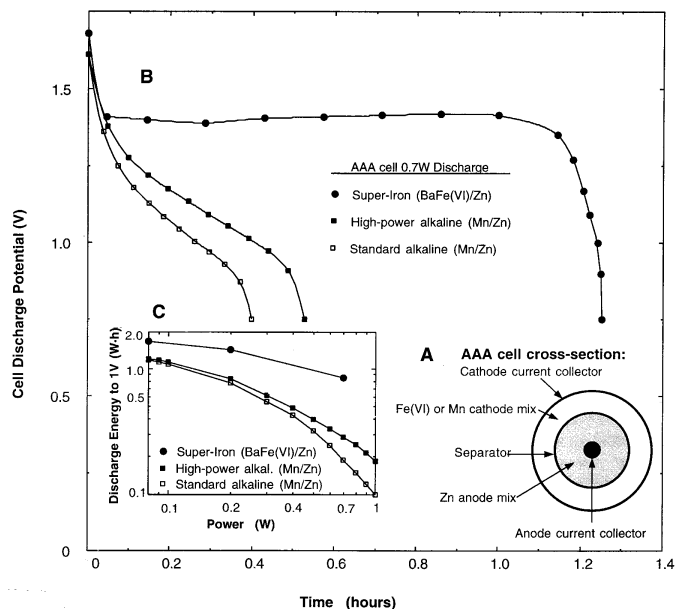 B
AAA cell 0.7W Discharge
Super-Iron (BaFe(VI)/Zn)
High-power alkaline (Mn/Zn)
Standard alkaline (Mn/Zn)
Cell Discharge Potential (V)
1.5
1.0
0.5
0
C
Discharge Energy to 1V (W-h)
2.0
1.0
0.5
0.1
Super-Iron (BaFe(VI)/Zn)
High-power alkal. (Mn/Zn)
Standard alkaline (Mn/Zn)
0.1 0.2 0.4 0.7 1
Power (W)
A AAA cell cross-section:
Cathode current collector
Fe(VI) or Mn cathode mix
Separator
Zn anode mix
Anode current collector
0 0.2 0.4 0.6 0.8 1.0 1.2 1.4
Time (hours)